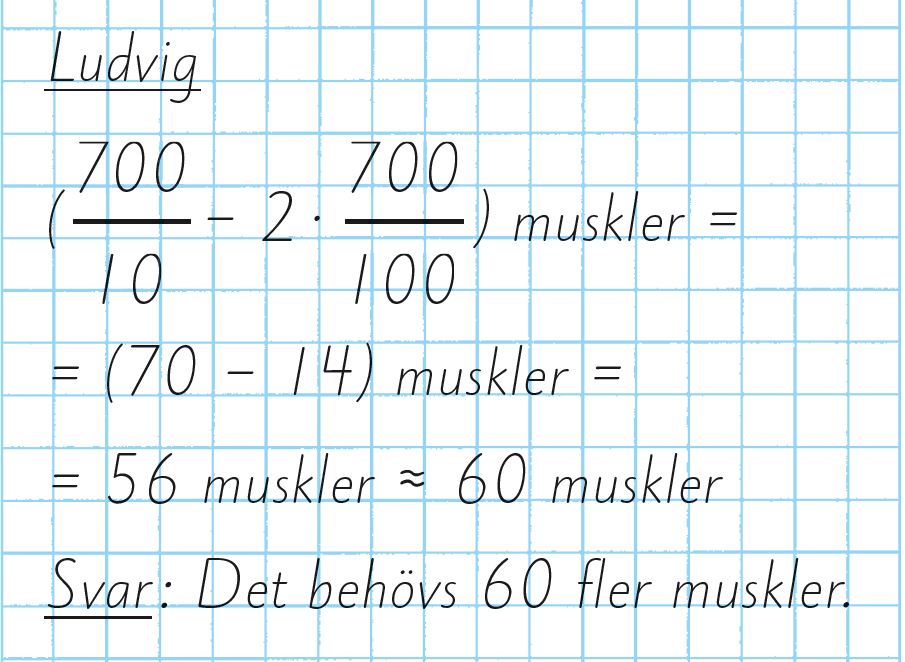 Ludvig
(700/10 − 2 · 700/100) muskler =
= (70 − 14) muskler =
= 56 muskler ≈ 60 muskler
Svar: Det behövs 60 fler muskler.